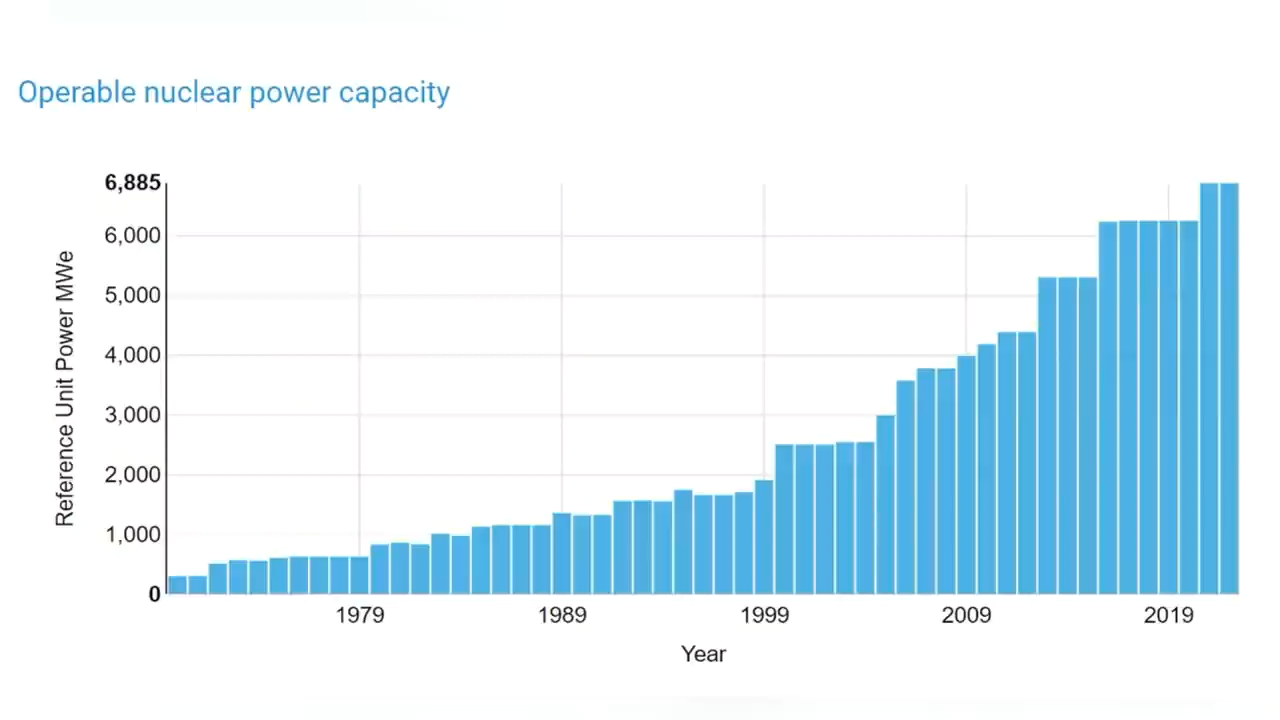 Operable nuclear power capacity
6,885
6,000
5,000
4,000
3,000
2,000
1,000
0
Reference Unit Power MWe
1979 1989 1999 2009 2019
Year